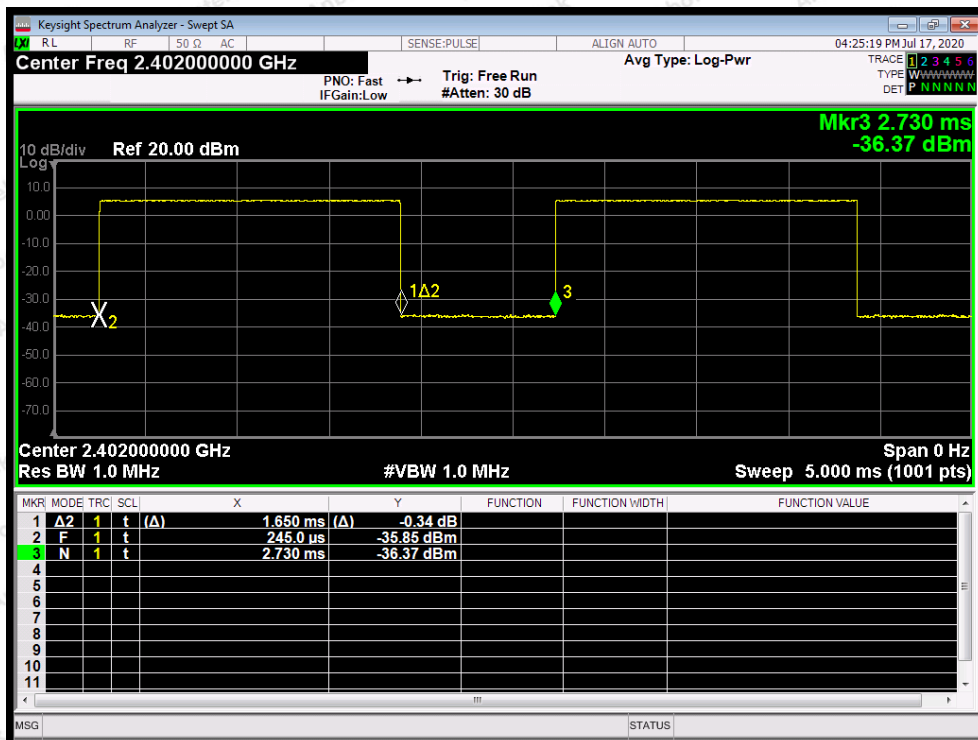 Keysight Spectrum Analyzer - Swept SA
LXI RL RF 50 Ω AC SENSE:PULSE ALIGN AUTO 04:25:19 PM Jul 17, 2020
Center Freq 2.402000000 GHz Avg Type: Log-Pwr TRACE 1 2 3 4 5 6
PNO: Fast Trig: Free Run TYPE WWWWWWW
IFGain:Low #Atten: 30 dB DET P N N N N N
Mkr3 2.730 ms
10 dB/div Ref 20.00 dBm -36.37 dBm
Log
10.0
0.00
-10.0
-20.0
-30.0
1Δ2
3
2
-40.0
-50.0
-60.0
-70.0
Center 2.402000000 GHz Span 0 Hz
Res BW 1.0 MHz #VBW 1.0 MHz Sweep 5.000 ms (1001 pts)
MKR MODE TRC SCL X Y FUNCTION FUNCTION WIDTH FUNCTION VALUE
1 Δ2 1 t (Δ) 1.650 ms (Δ) -0.34 dB
2 F 1 t 245.0 µs -35.85 dBm
3 N 1 t 2.730 ms -36.37 dBm
4
5
6
7
8
9
10
11
MSG STATUS